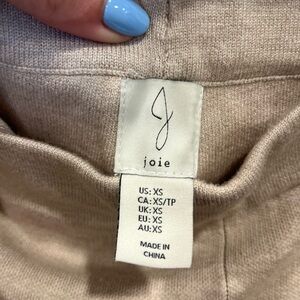 joie
US: XS
CA: XS/TP
UK: XS
EU: XS
AU: XS
MADE IN
CHINA